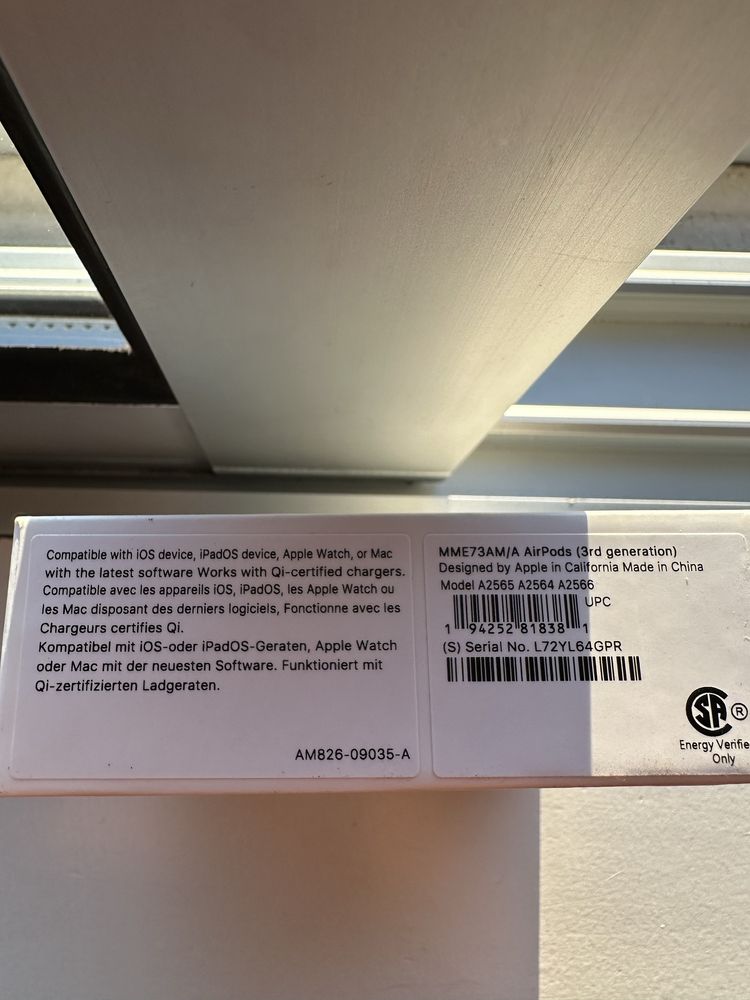 Compatible with iOS device, iPadOS device, Apple Watch, or Mac
with the latest software Works with Qi-certified chargers.
Compatible avec les appareils iOS, iPadOS, les Apple Watch ou
les Mac disposant des derniers logiciels, Fonctionne avec les
Chargeurs certifies Qi.
Kompatibel mit iOS-oder iPadOS-Geraten, Apple Watch
oder Mac mit der neuesten Software. Funktioniert mit
Qi-zertifizierten Ladgeraten.
AM826-09035-A
MME73AM/A AirPods (3rd generation)
Designed by Apple in California Made in China
Model A2565 A2564 A2566
UPC
1 94252 81838 1
(S) Serial No. L72YL64GPR
SA ®
Energy Verifie
Only